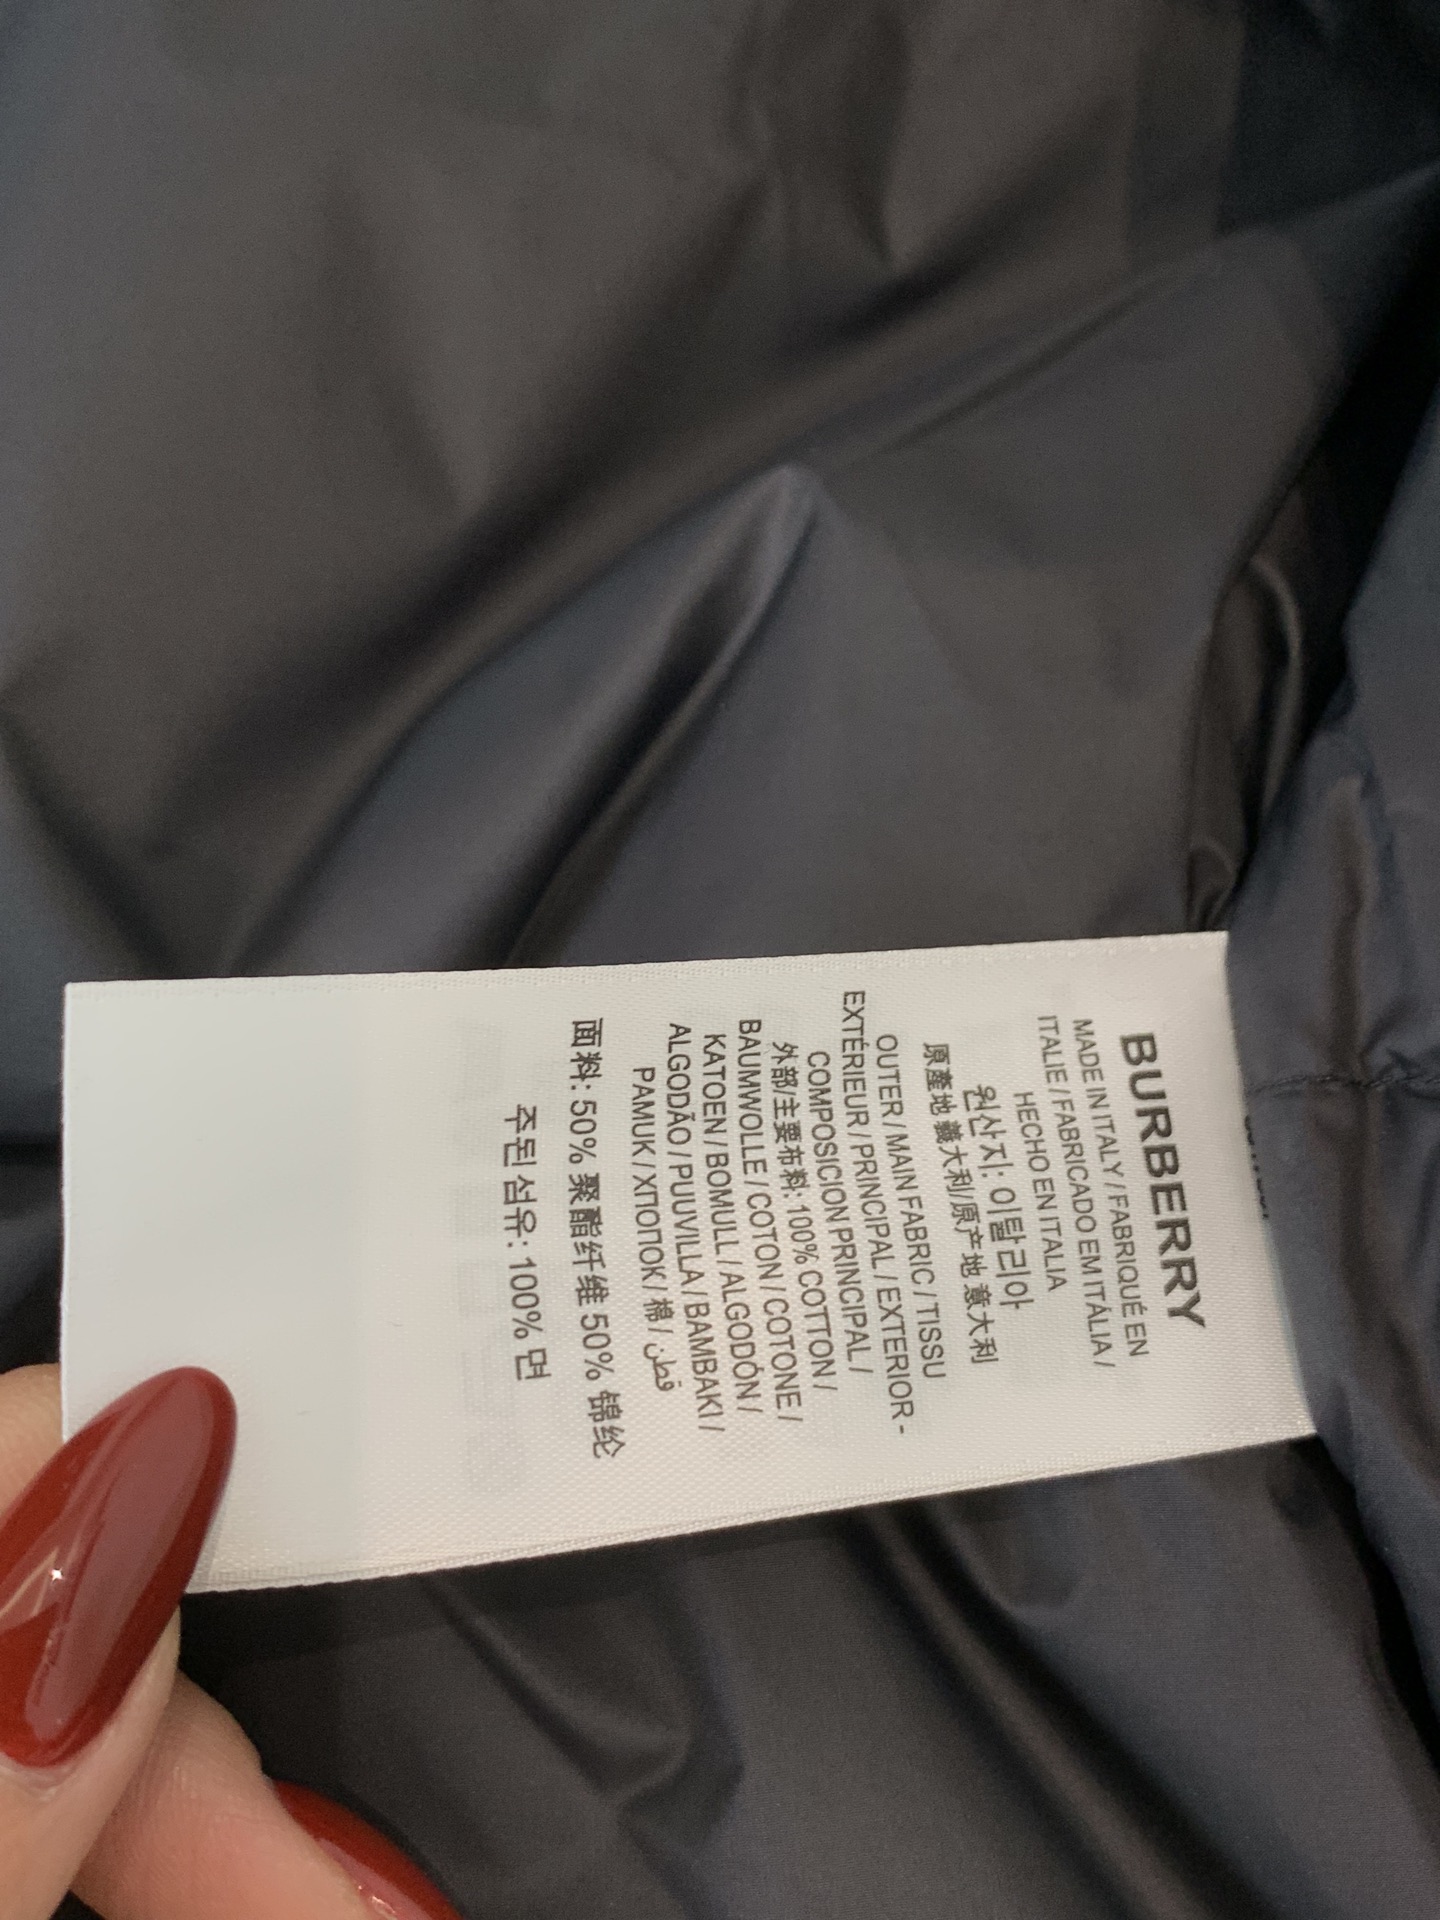 BURBERRY
MADE IN ITALY / FABRIQUÉ EN
ITALIE / FABRICADO EM ITÁLIA /
HECHO EN ITALIA
원산지: 이탈리아
原產地 義大利/原产地 意大利
OUTER / MAIN FABRIC / TISSU
EXTÉRIEUR / PRINCIPAL / EXTERIOR -
COMPOSICION PRINCIPAL /
外部/主要布料: 100% COTTON /
BAUMWOLLE / COTON / COTONE /
KATOEN / BOMULL / ALGODÓN /
ALGODÃO / PUUVILLA / BAMBAKI /
PAMUK / ХПОПОК / 棉 / قطن
面料: 50% 聚酯纤维 50% 锦纶
주된 섬유: 100% 면